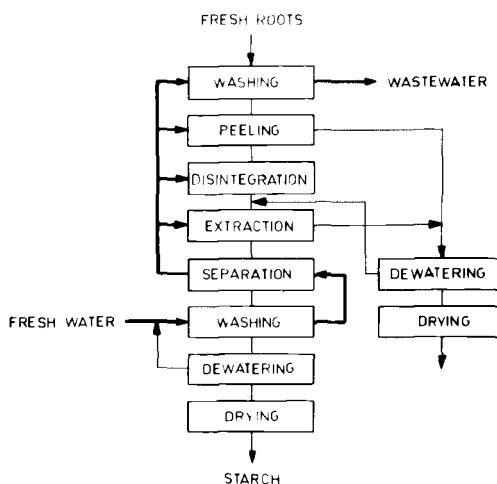 FRESH ROOTS
WASHING
WASTEWATER
PEELING
DISINTEGRATION
EXTRACTION
SEPARATION
DEWATERING
FRESH WATER
WASHING
DRYING
DEWATERING
DRYING
STARCH